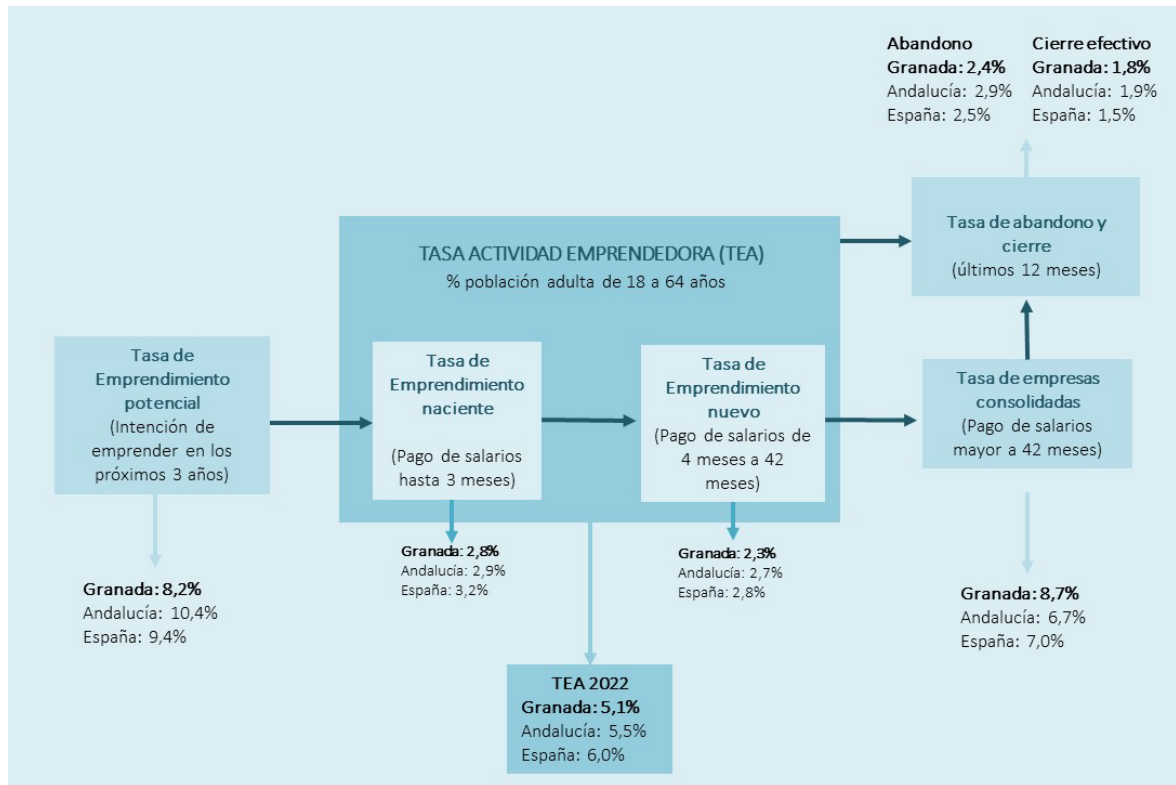 Abandono
Granada: 2,4%
Andalucía: 2,9%
España: 2,5%
Cierre efectivo
Granada: 1,8%
Andalucía: 1,9%
España: 1,5%
Tasa de abandono y
cierre
(últimos 12 meses)
TASA ACTIVIDAD EMPRENDEDORA (TEA)
% población adulta de 18 a 64 años
Tasa de
Emprendimiento
potencial
(Intención de
emprender en los
próximos 3 años)
Tasa de
Emprendimiento
naciente
(Pago de salarios
hasta 3 meses)
Tasa de
Emprendimiento
nuevo
(Pago de salarios de
4 meses a 42
meses)
Tasa de empresas
consolidadas
(Pago de salarios
mayor a 42 meses)
Granada: 8,2%
Andalucía: 10,4%
España: 9,4%
Granada: 2,8%
Andalucía: 2,9%
España: 3,2%
Granada: 2,3%
Andalucía: 2,7%
España: 2,8%
Granada: 8,7%
Andalucía: 6,7%
España: 7,0%
TEA 2022
Granada: 5,1%
Andalucía: 5,5%
España: 6,0%